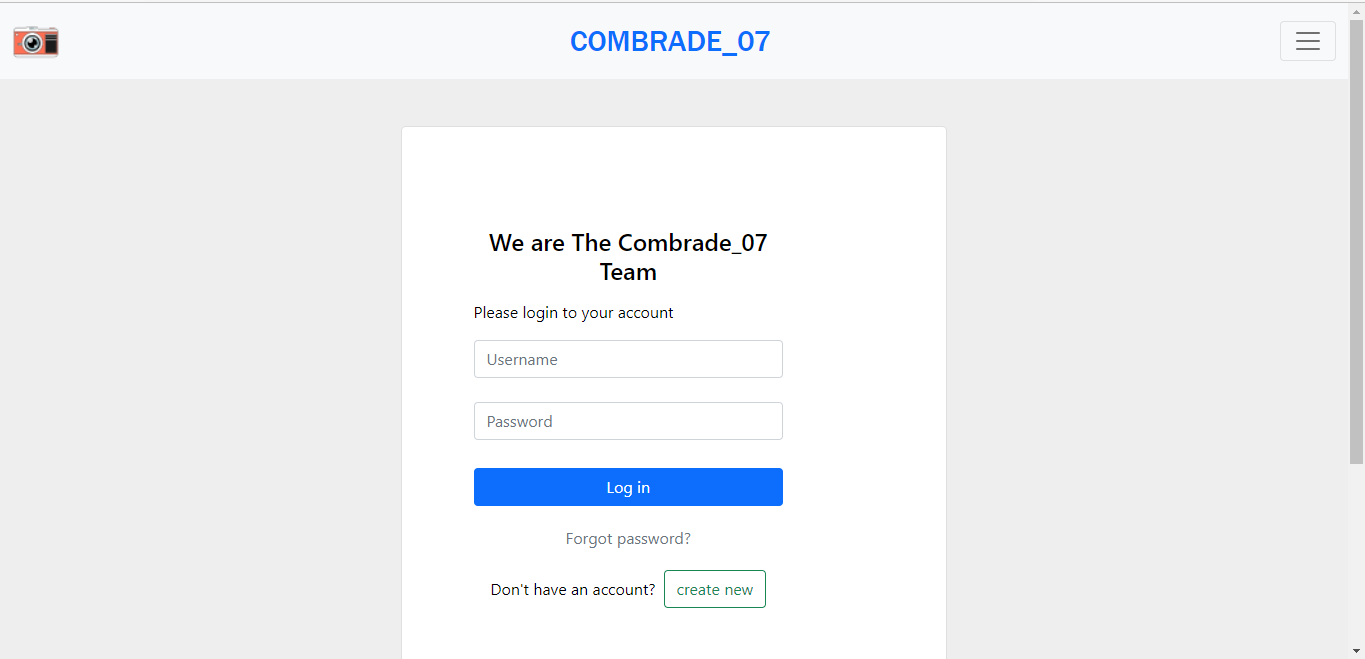 COMBRADE_07
We are The Combrade_07
Team
Please login to your account
Username
Password
Log in
Forgot password?
Don't have an account? create new